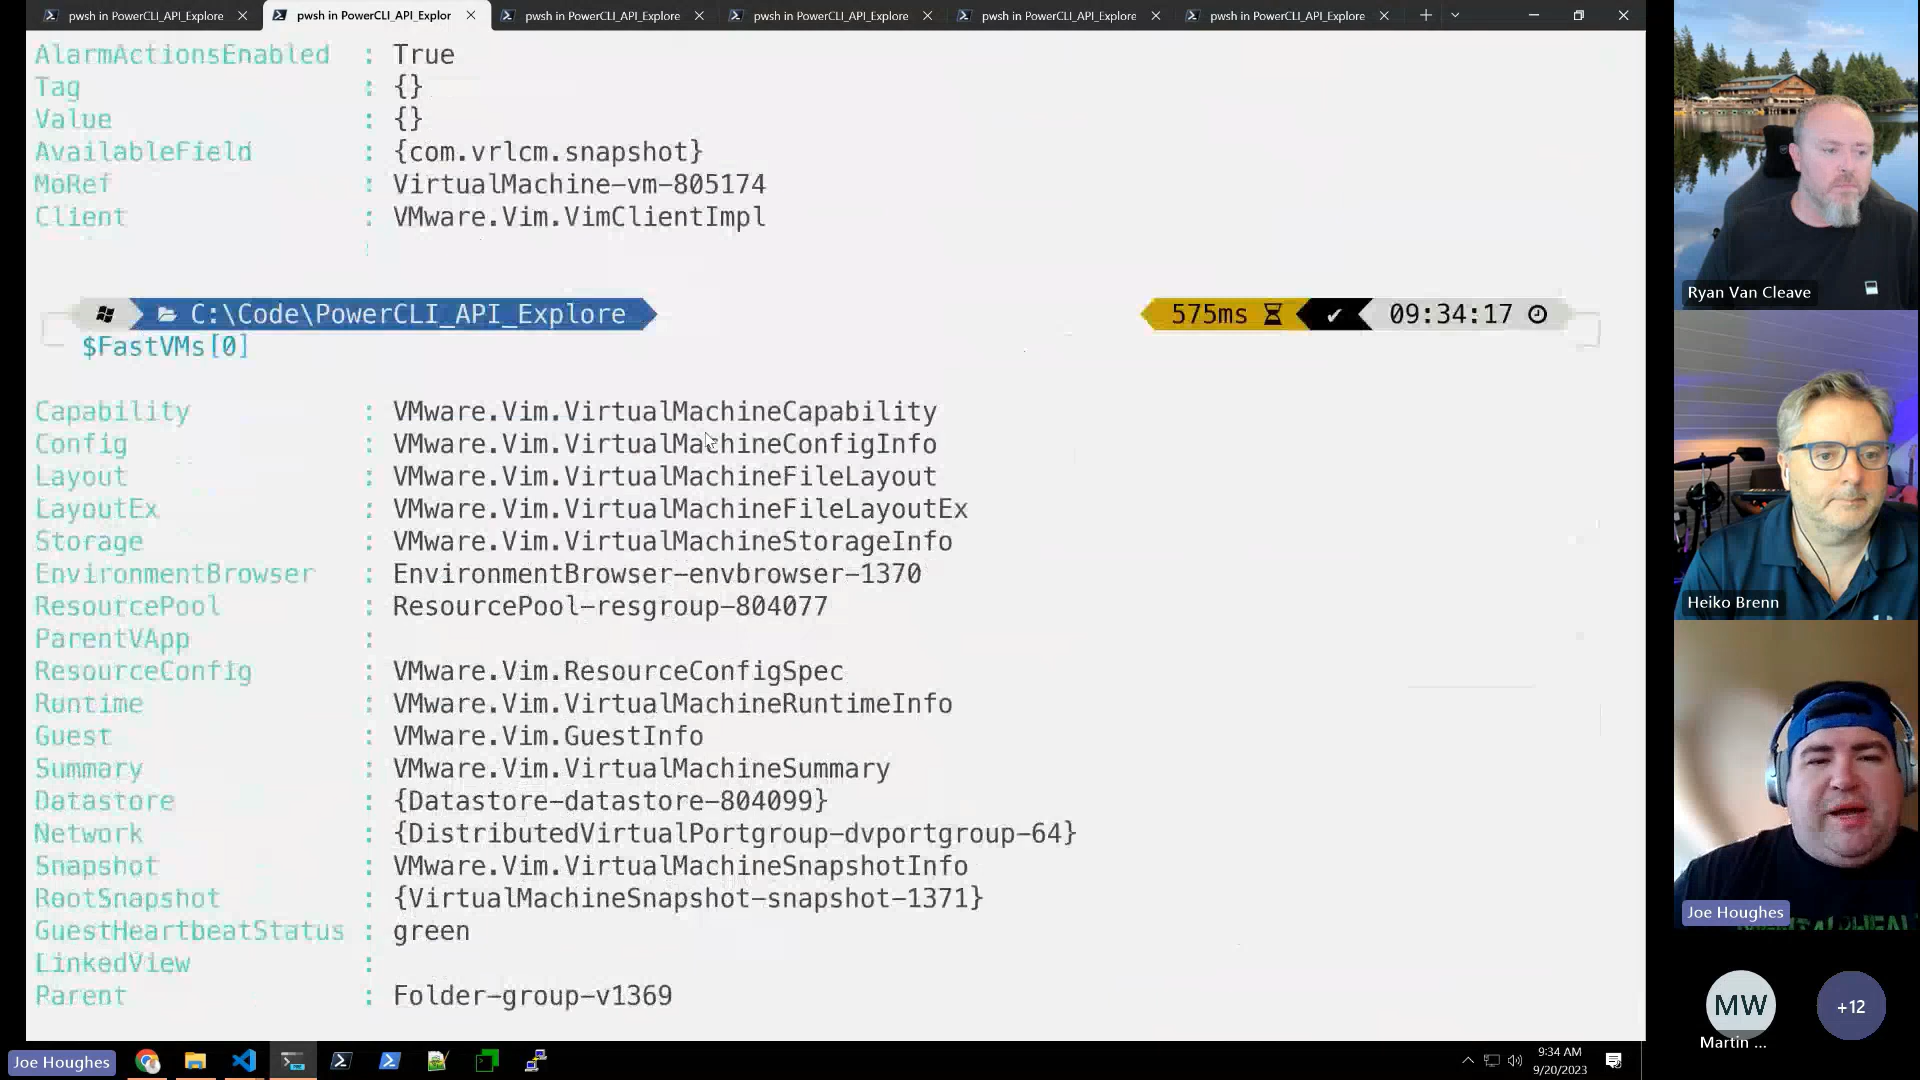 pwsh in PowerCLI_API_Explore
pwsh in PowerCLI_API_Explor
pwsh in PowerCLI_API_Explore
pwsh in PowerCLI_API_Explore
pwsh in PowerCLI_API_Explore
pwsh in PowerCLI_API_Explore
AlarmActionsEnabled : True
Tag : {}
Value : {}
AvailableField : {com.vrlcm.snapshot}
MoRef : VirtualMachine-vm-805174
Client : VMware.Vim.VimClientImpl
C:\Code\PowerCLI_API_Explore 575ms 09:34:17
$FastVMs[0]
Capability : VMware.Vim.VirtualMachineCapability
Config : VMware.Vim.VirtualMachineConfigInfo
Layout : VMware.Vim.VirtualMachineFileLayout
LayoutEx : VMware.Vim.VirtualMachineFileLayoutEx
Storage : VMware.Vim.VirtualMachineStorageInfo
EnvironmentBrowser : EnvironmentBrowser-envbrowser-1370
ResourcePool : ResourcePool-resgroup-804077
ParentVApp :
ResourceConfig : VMware.Vim.ResourceConfigSpec
Runtime : VMware.Vim.VirtualMachineRuntimeInfo
Guest : VMware.Vim.GuestInfo
Summary : VMware.Vim.VirtualMachineSummary
Datastore : {Datastore-datastore-804099}
Network : {DistributedVirtualPortgroup-dvportgroup-64}
Snapshot : VMware.Vim.VirtualMachineSnapshotInfo
RootSnapshot : {VirtualMachineSnapshot-snapshot-1371}
GuestHeartbeatStatus : green
LinkedView :
Parent : Folder-group-v1369
Ryan Van Cleave
Heiko Brenn
Joe Houghes
MW
+12
Martin ...
Joe Houghes
9:34 AM
9/20/2023